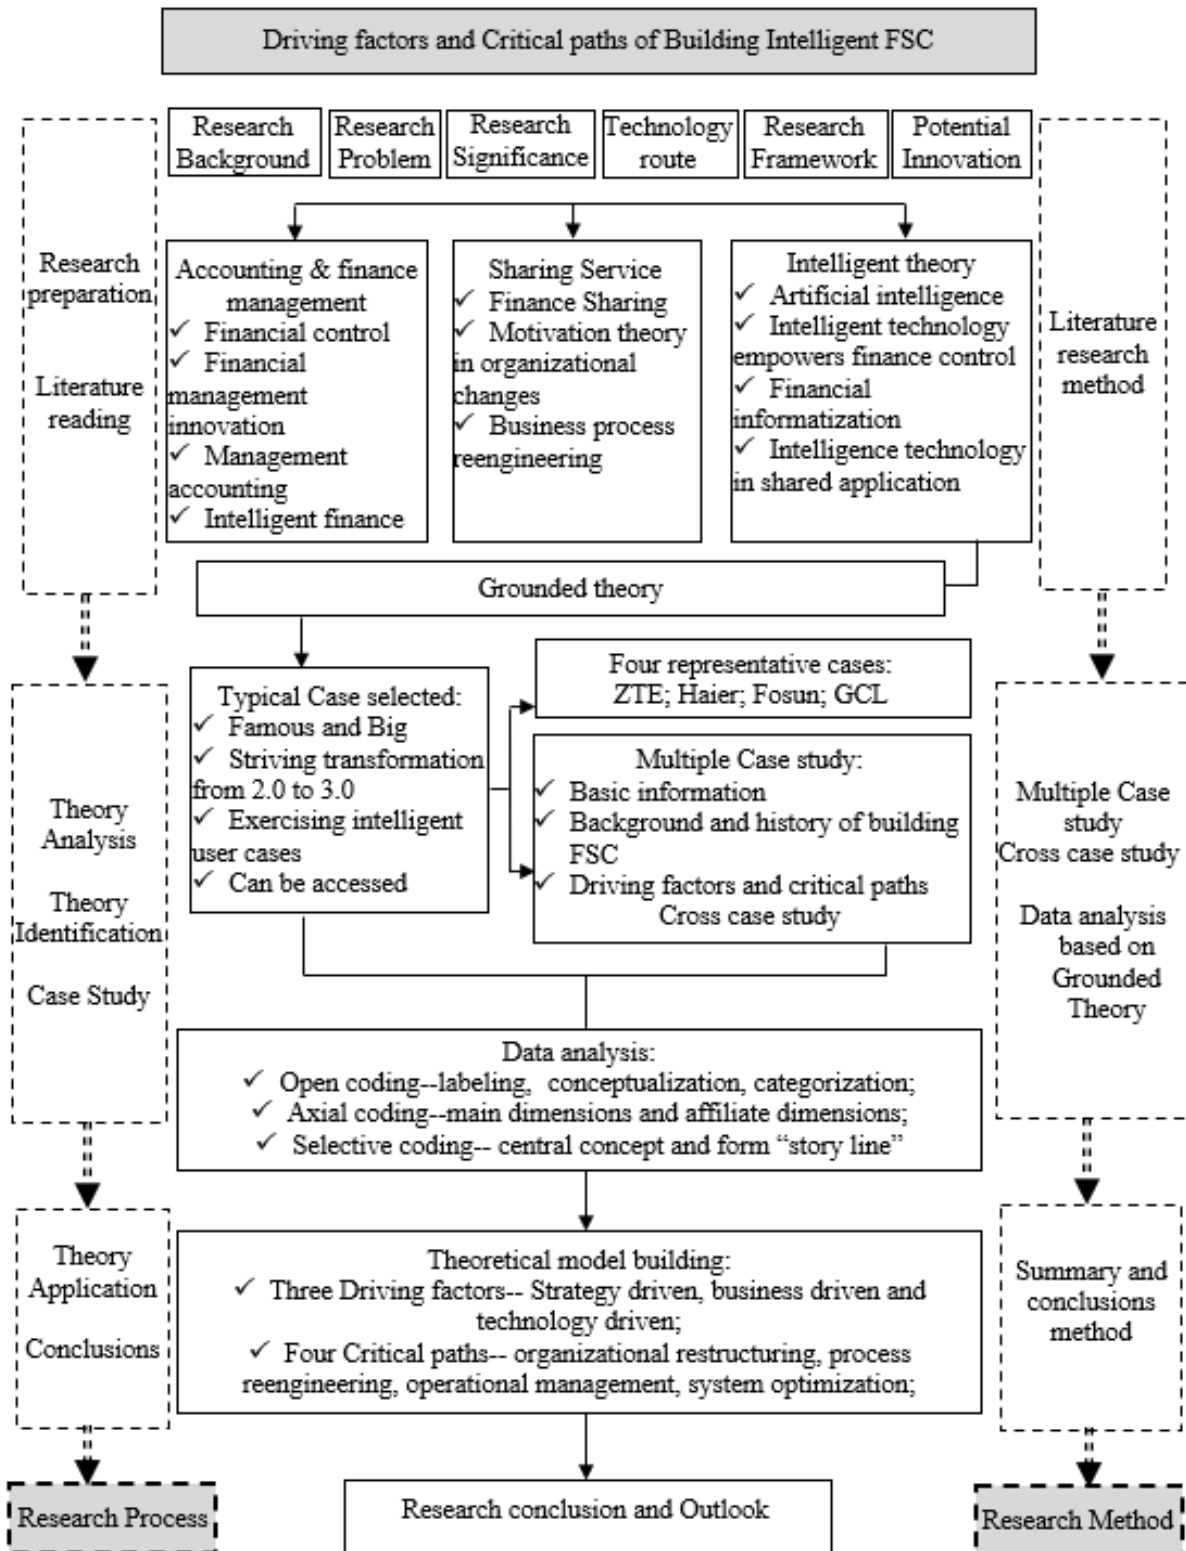 Driving factors and Critical paths of Building Intelligent FSC
Research
Background
Research
Problem
Research
Significance
Technology
route
Research
Framework
Potential
Innovation
Research
preparation
Literature
reading
Accounting & finance
management
✓ Financial control
✓ Financial
management
innovation
✓ Management
accounting
✓ Intelligent finance
Sharing Service
✓ Finance Sharing
✓ Motivation theory
in organizational
changes
✓ Business process
reengineering
Intelligent theory
✓ Artificial intelligence
✓ Intelligent technology
empowers finance control
✓ Financial
informatization
✓ Intelligence technology
in shared application
Literature
research
method
Grounded theory
Theory
Analysis
Theory
Identification
Case Study
Typical Case selected:
✓ Famous and Big
✓ Striving transformation
from 2.0 to 3.0
✓ Exercising intelligent
user cases
✓ Can be accessed
Four representative cases:
ZTE; Haier; Fosun; GCL
Multiple Case study:
✓ Basic information
✓ Background and history of building
FSC
✓ Driving factors and critical paths
Cross case study
Multiple Case
study
Cross case study
Data analysis
based on
Grounded
Theory
Data analysis:
✓ Open coding--labeling, conceptualization, categorization;
✓ Axial coding--main dimensions and affiliate dimensions;
✓ Selective coding-- central concept and form “story line”
Theory
Application
Conclusions
Theoretical model building:
✓ Three Driving factors-- Strategy driven, business driven and
technology driven;
✓ Four Critical paths-- organizational restructuring, process
reengineering, operational management, system optimization;
Summary and
conclusions
method
Research Process
Research conclusion and Outlook
Research Method